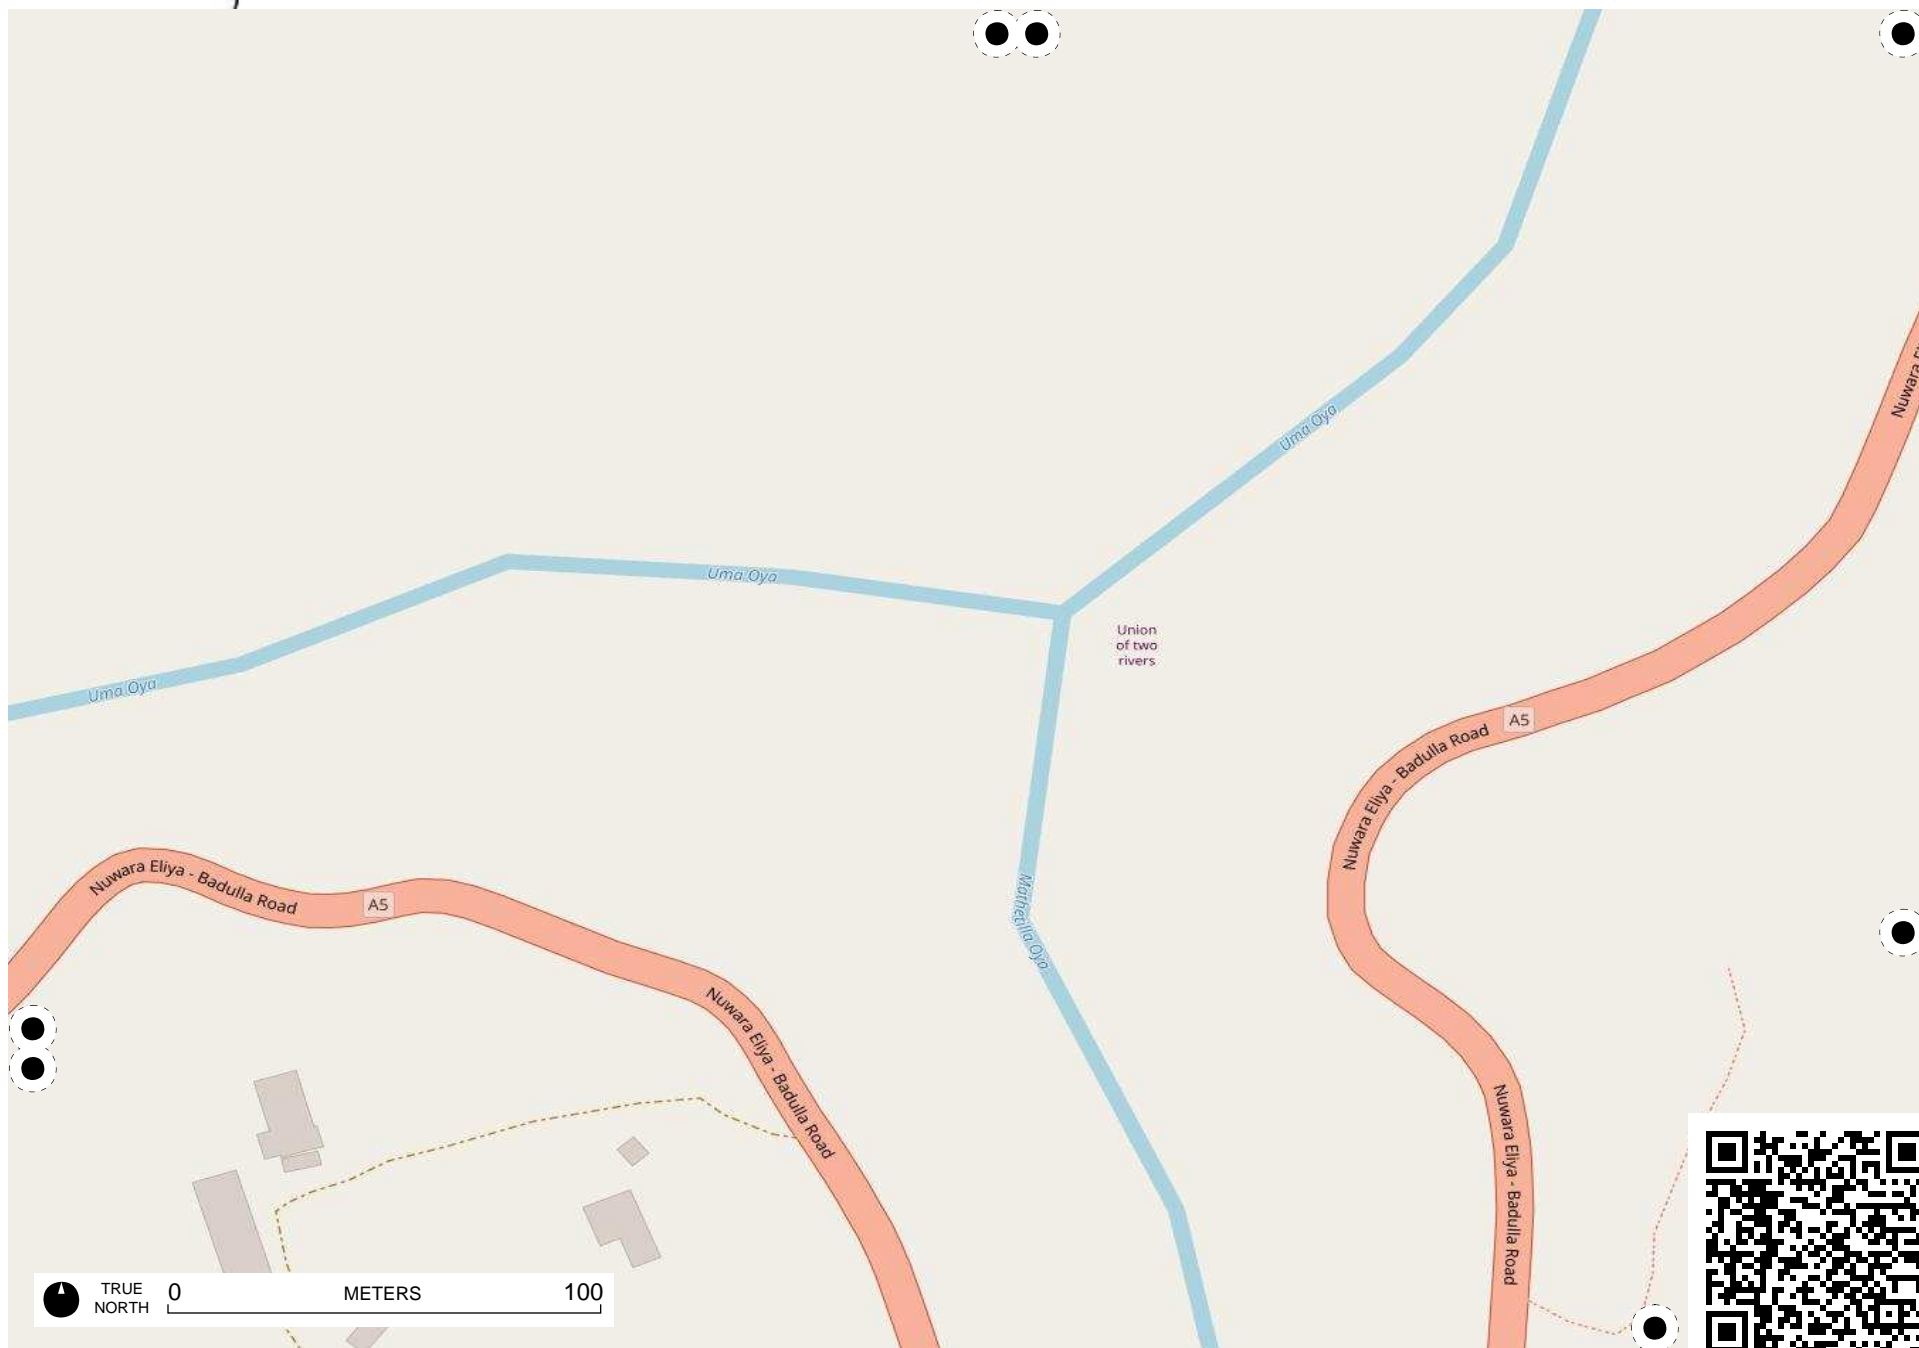 Uma Oya
Nuwara E
Uma Oya
Union
of two
rivers
Uma Oya
A5
Nuwara Eliya - Badulla Road
Nuwara Eliya - Badulla Road
A5
Mathetilla Oya
Nuwara Eliya - Badulla Road
Nuwara Eliya - Badulla Road
TRUE
NORTH
0 METERS 100